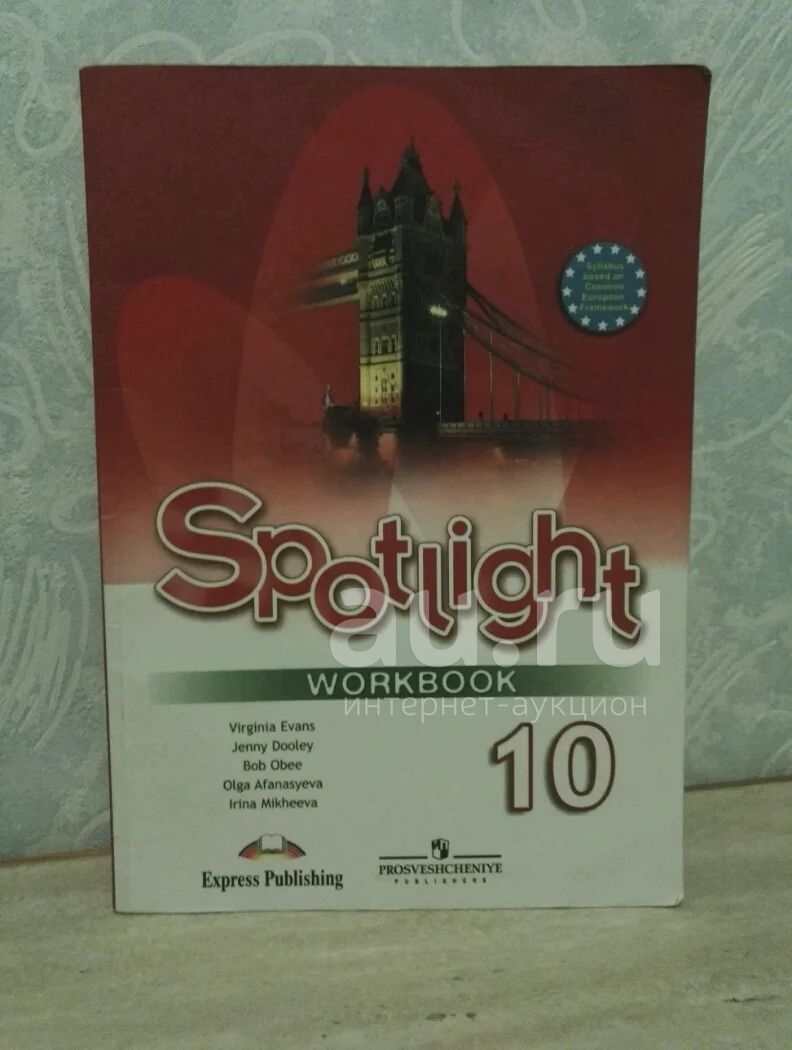 Syllabus
based on
Common
European
Framework
Spotlight
au.ru
WORKBOOK
интернет-аукцион
Virginia Evans
Jenny Dooley
Bob Obee
Olga Afanasyeva
Irina Mikheeva
10
Express Publishing
PROSVESHCHENIYE
PUBLISHERS